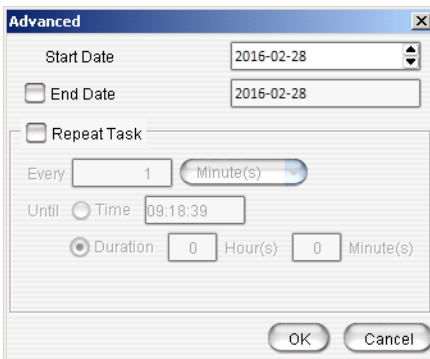 Advanced
Start Date 2016-02-28
End Date 2016-02-28
Repeat Task
Every 1 Minute(s)
Until Time 09:18:39
Duration 0 Hour(s) 0 Minute(s)
OK Cancel